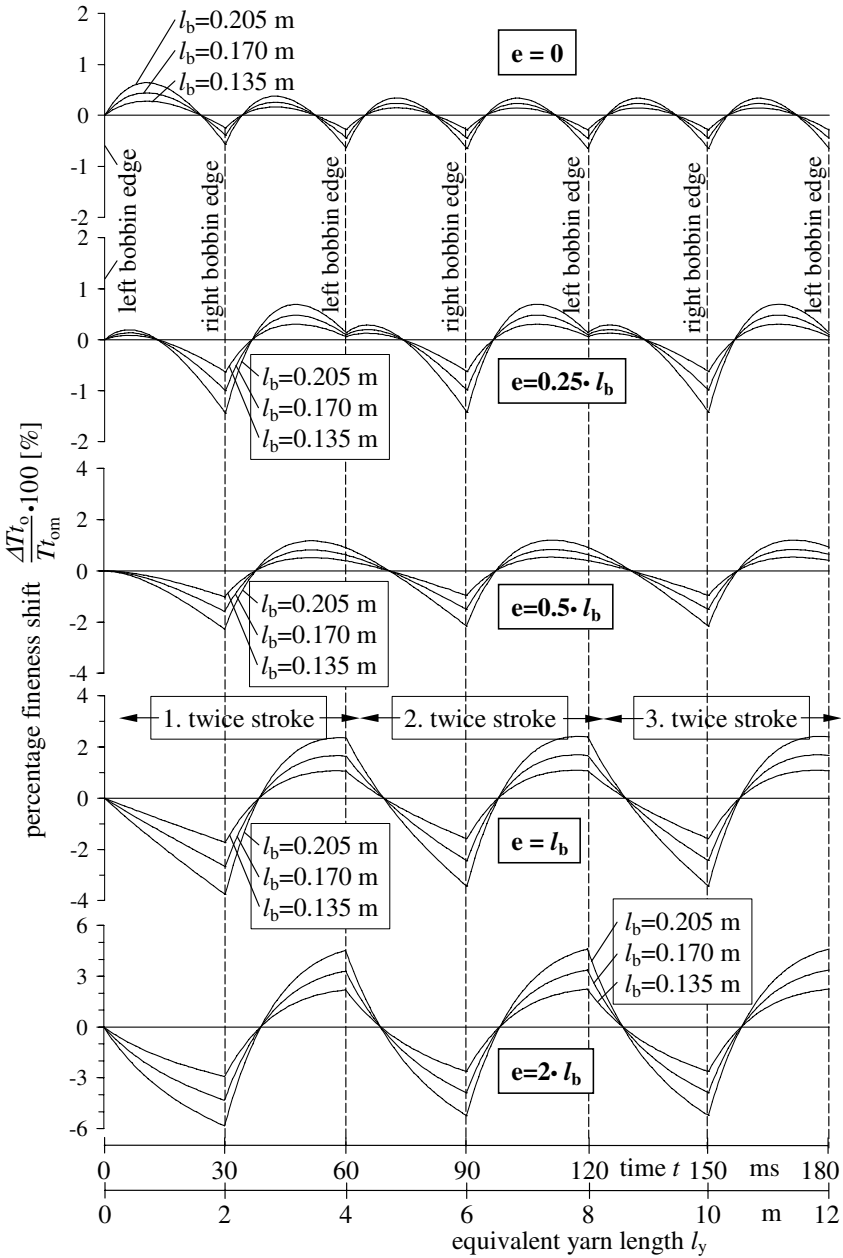 2
1
0
-1
-2
l_b=0.205 m
l_b=0.170 m
l_b=0.135 m
e = 0
left bobbin edge
right bobbin edge
left bobbin edge
right bobbin edge
left bobbin edge
right bobbin edge
left bobbin edge
2
1
0
-1
-2
l_b=0.205 m
l_b=0.170 m
l_b=0.135 m
e=0.25· l_b
percentage fineness shift ΔTt_o/Tt_om ·100 [%]
4
2
0
-2
-4
l_b=0.205 m
l_b=0.170 m
l_b=0.135 m
e=0.5· l_b
4
2
0
-2
-4
1. twice stroke
2. twice stroke
3. twice stroke
l_b=0.205 m
l_b=0.170 m
l_b=0.135 m
e = l_b
6
3
0
-3
-6
l_b=0.205 m
l_b=0.170 m
l_b=0.135 m
e=2· l_b
0 30 60 90 120 time t 150 ms 180
0 2 4 6 8 10 m 12
equivalent yarn length l_y